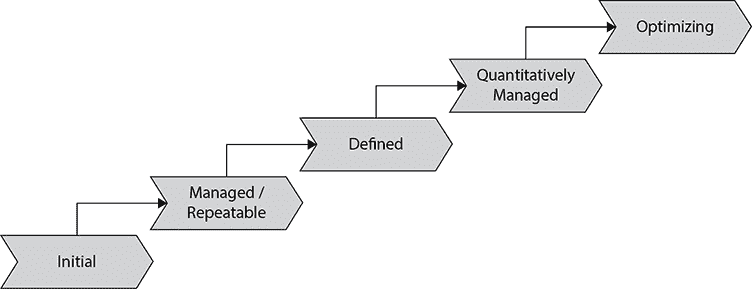 Optimizing
Quantitatively
Managed
Defined
Managed /
Repeatable
Initial